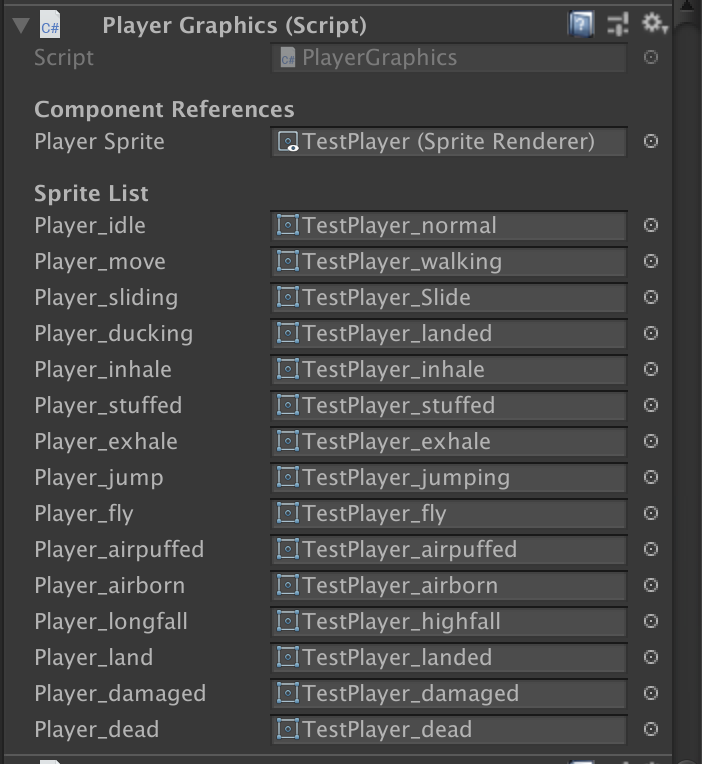 C# Player Graphics (Script)
Script C# PlayerGraphics
Component References
Player Sprite TestPlayer (Sprite Renderer)
Sprite List
Player_idle TestPlayer_normal
Player_move TestPlayer_walking
Player_sliding TestPlayer_Slide
Player_ducking TestPlayer_landed
Player_inhale TestPlayer_inhale
Player_stuffed TestPlayer_stuffed
Player_exhale TestPlayer_exhale
Player_jump TestPlayer_jumping
Player_fly TestPlayer_fly
Player_airpuffed TestPlayer_airpuffed
Player_airborn TestPlayer_airborn
Player_longfall TestPlayer_highfall
Player_land TestPlayer_landed
Player_damaged TestPlayer_damaged
Player_dead TestPlayer_dead